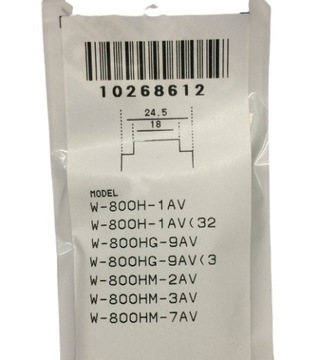 10268612
24.5
18
MODEL
W-800H-1AV
W-800H-1AV(32
W-800HG-9AV
W-800HG-9AV(3
W-800HM-2AV
W-800HM-3AV
W-800HM-7AV